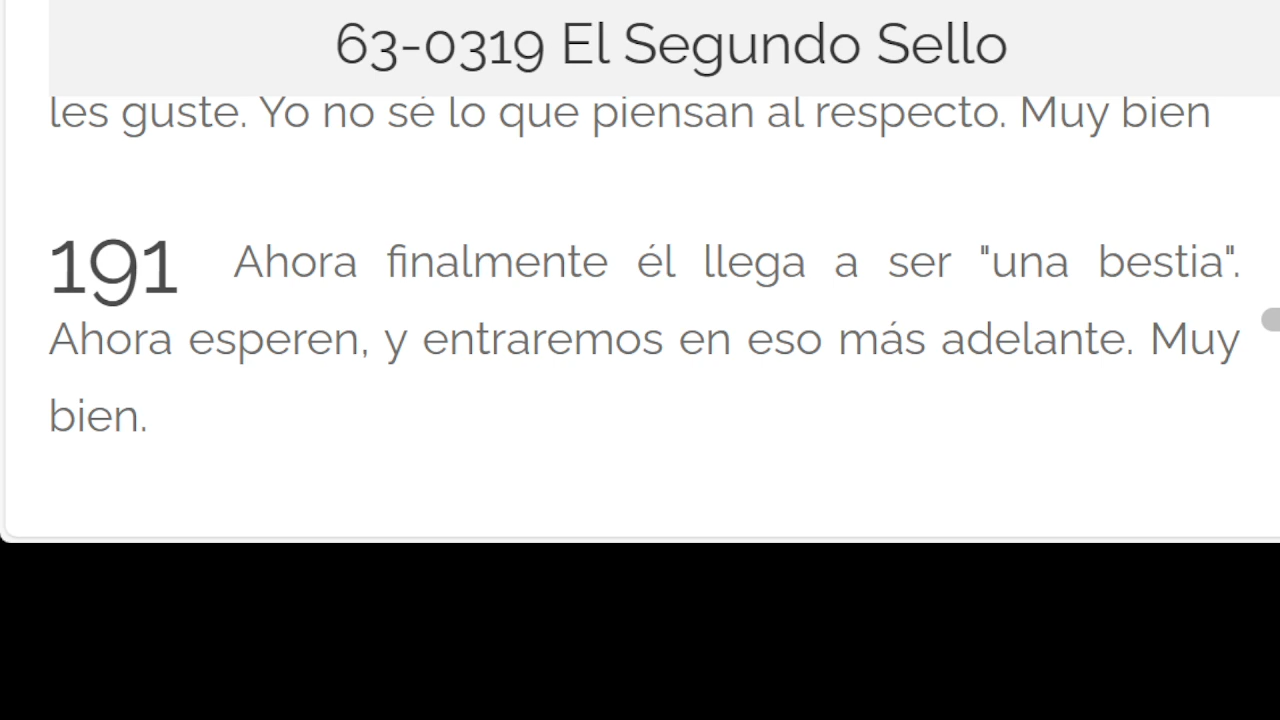 63-0319 El Segundo Sello
les guste. Yo no sé lo que piensan al respecto. Muy bien
191 Ahora finalmente él llega a ser "una bestia".
Ahora esperen, y entraremos en eso más adelante. Muy
bien.